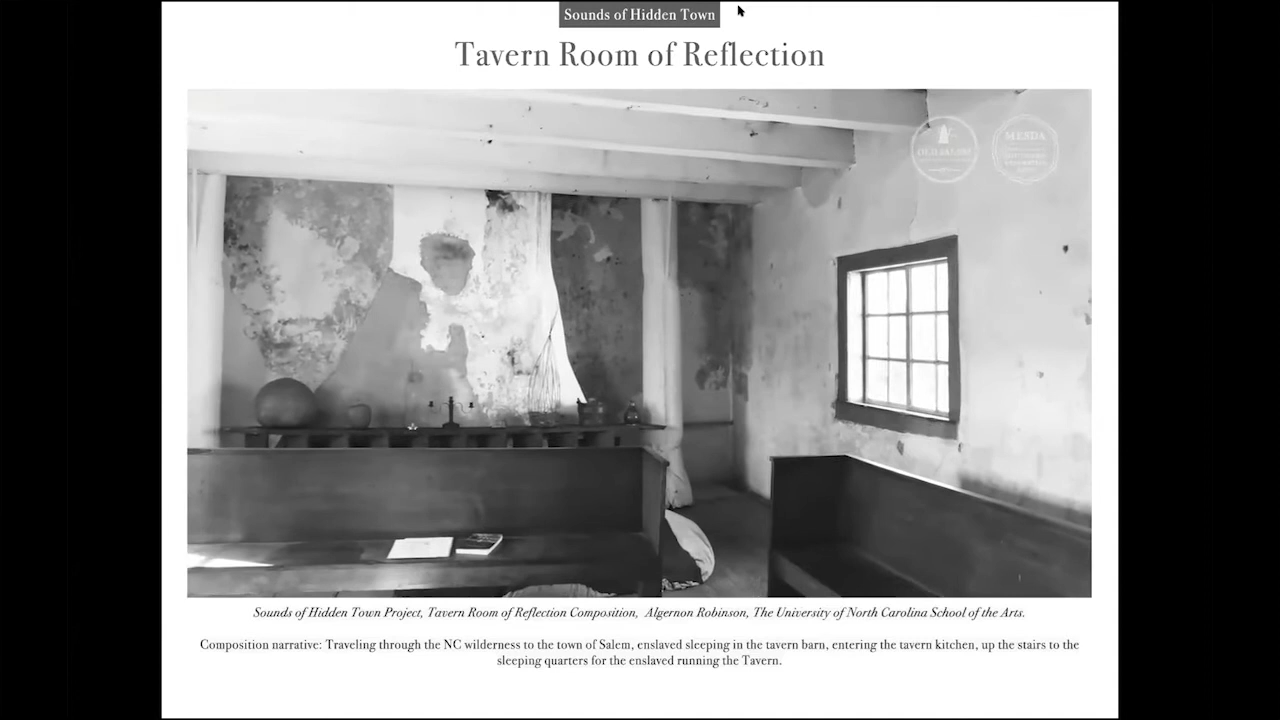 Sounds of Hidden Town
Tavern Room of Reflection
MESDA
Sounds of Hidden Town Project, Tavern Room of Reflection Composition, Algernon Robinson, The University of North Carolina School of the Arts.
Composition narrative: Traveling through the NC wilderness to the town of Salem, enslaved sleeping in the tavern barn, entering the tavern kitchen, up the stairs to the
sleeping quarters for the enslaved running the Tavern.